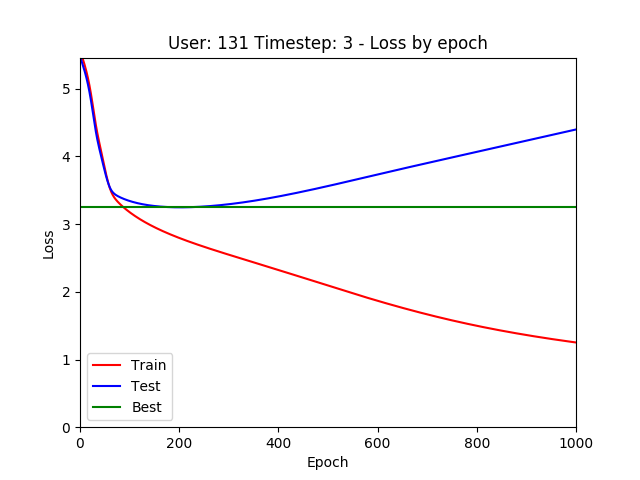 User: 131 Timestep: 3 - Loss by epoch
5
4
3
2
1
0
Loss
Train
Test
Best
0 200 400 600 800 1000
Epoch